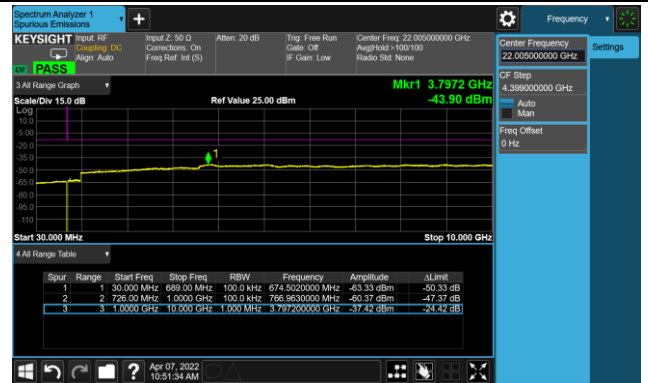 Spectrum Analyzer 1
Spurious Emissions
Frequency
KEYSIGHT Input: RF
Coupling: DC
Align: Auto
Input Z: 50 Ω
Corrections: On
Freq Ref: Int (S)
Atten: 20 dB
Trig: Free Run
Gate: Off
IF Gain: Low
Center Freq: 22.005000000 GHz
Avg|Hold:>100/100
Radio Std: None
LXI PASS
Center Frequency
22.005000000 GHz
Settings
CF Step
4.399000000 GHz
Auto
Man
Freq Offset
0 Hz
3 All Range Graph
Mkr1 3.7972 GHz
-43.90 dBm
Scale/Div 15.0 dB
Ref Value 25.00 dBm
Log
10.0
-5.00
-20.0
-35.0
-50.0
-65.0
-80.0
-95.0
-110
1
Start 30.000 MHz
Stop 10.000 GHz
4 All Range Table
Spur Range Start Freq Stop Freq RBW Frequency Amplitude ΔLimit
1 1 30.000 MHz 689.00 MHz 100.0 kHz 674.5020000 MHz -63.33 dBm -50.33 dB
2 2 726.00 MHz 1.0000 GHz 100.0 kHz 766.9630000 MHz -60.37 dBm -47.37 dB
3 3 1.0000 GHz 10.000 GHz 1.000 MHz 3.797200000 GHz -37.42 dBm -24.42 dB
Apr 07, 2022
10:51:34 AM